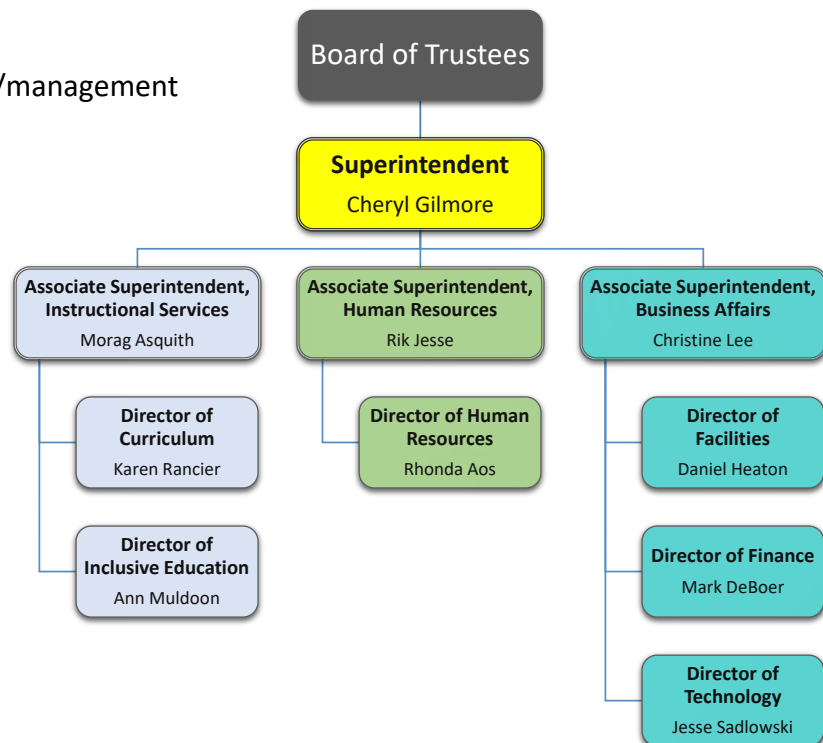 Board of Trustees
/management
Superintendent
Cheryl Gilmore
Associate Superintendent,
Instructional Services
Morag Asquith
Associate Superintendent,
Human Resources
Rik Jesse
Associate Superintendent,
Business Affairs
Christine Lee
Director of
Curriculum
Karen Rancier
Director of Human
Resources
Rhonda Aos
Director of
Facilities
Daniel Heaton
Director of
Inclusive Education
Ann Muldoon
Director of Finance
Mark DeBoer
Director of
Technology
Jesse Sadlowski